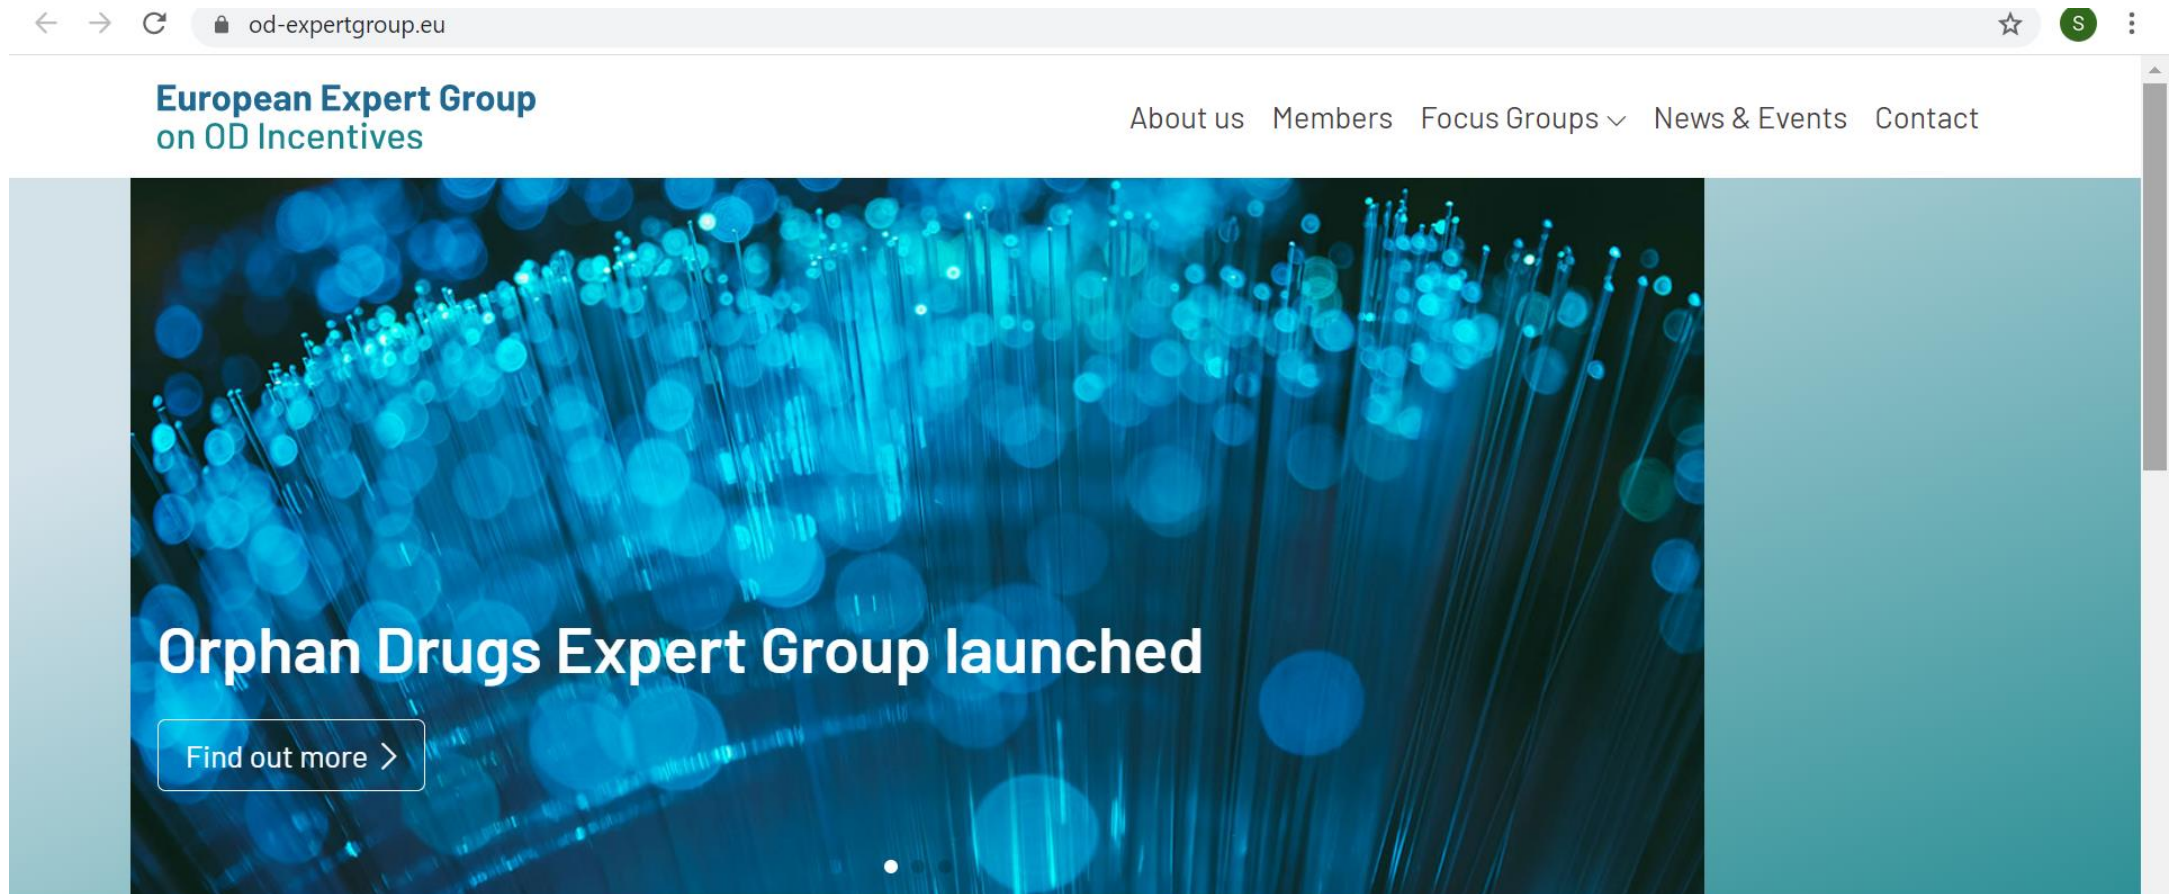 od-expertgroup.eu
S
European Expert Group
on OD Incentives
About us Members Focus Groups News & Events Contact
Orphan Drugs Expert Group launched
Find out more